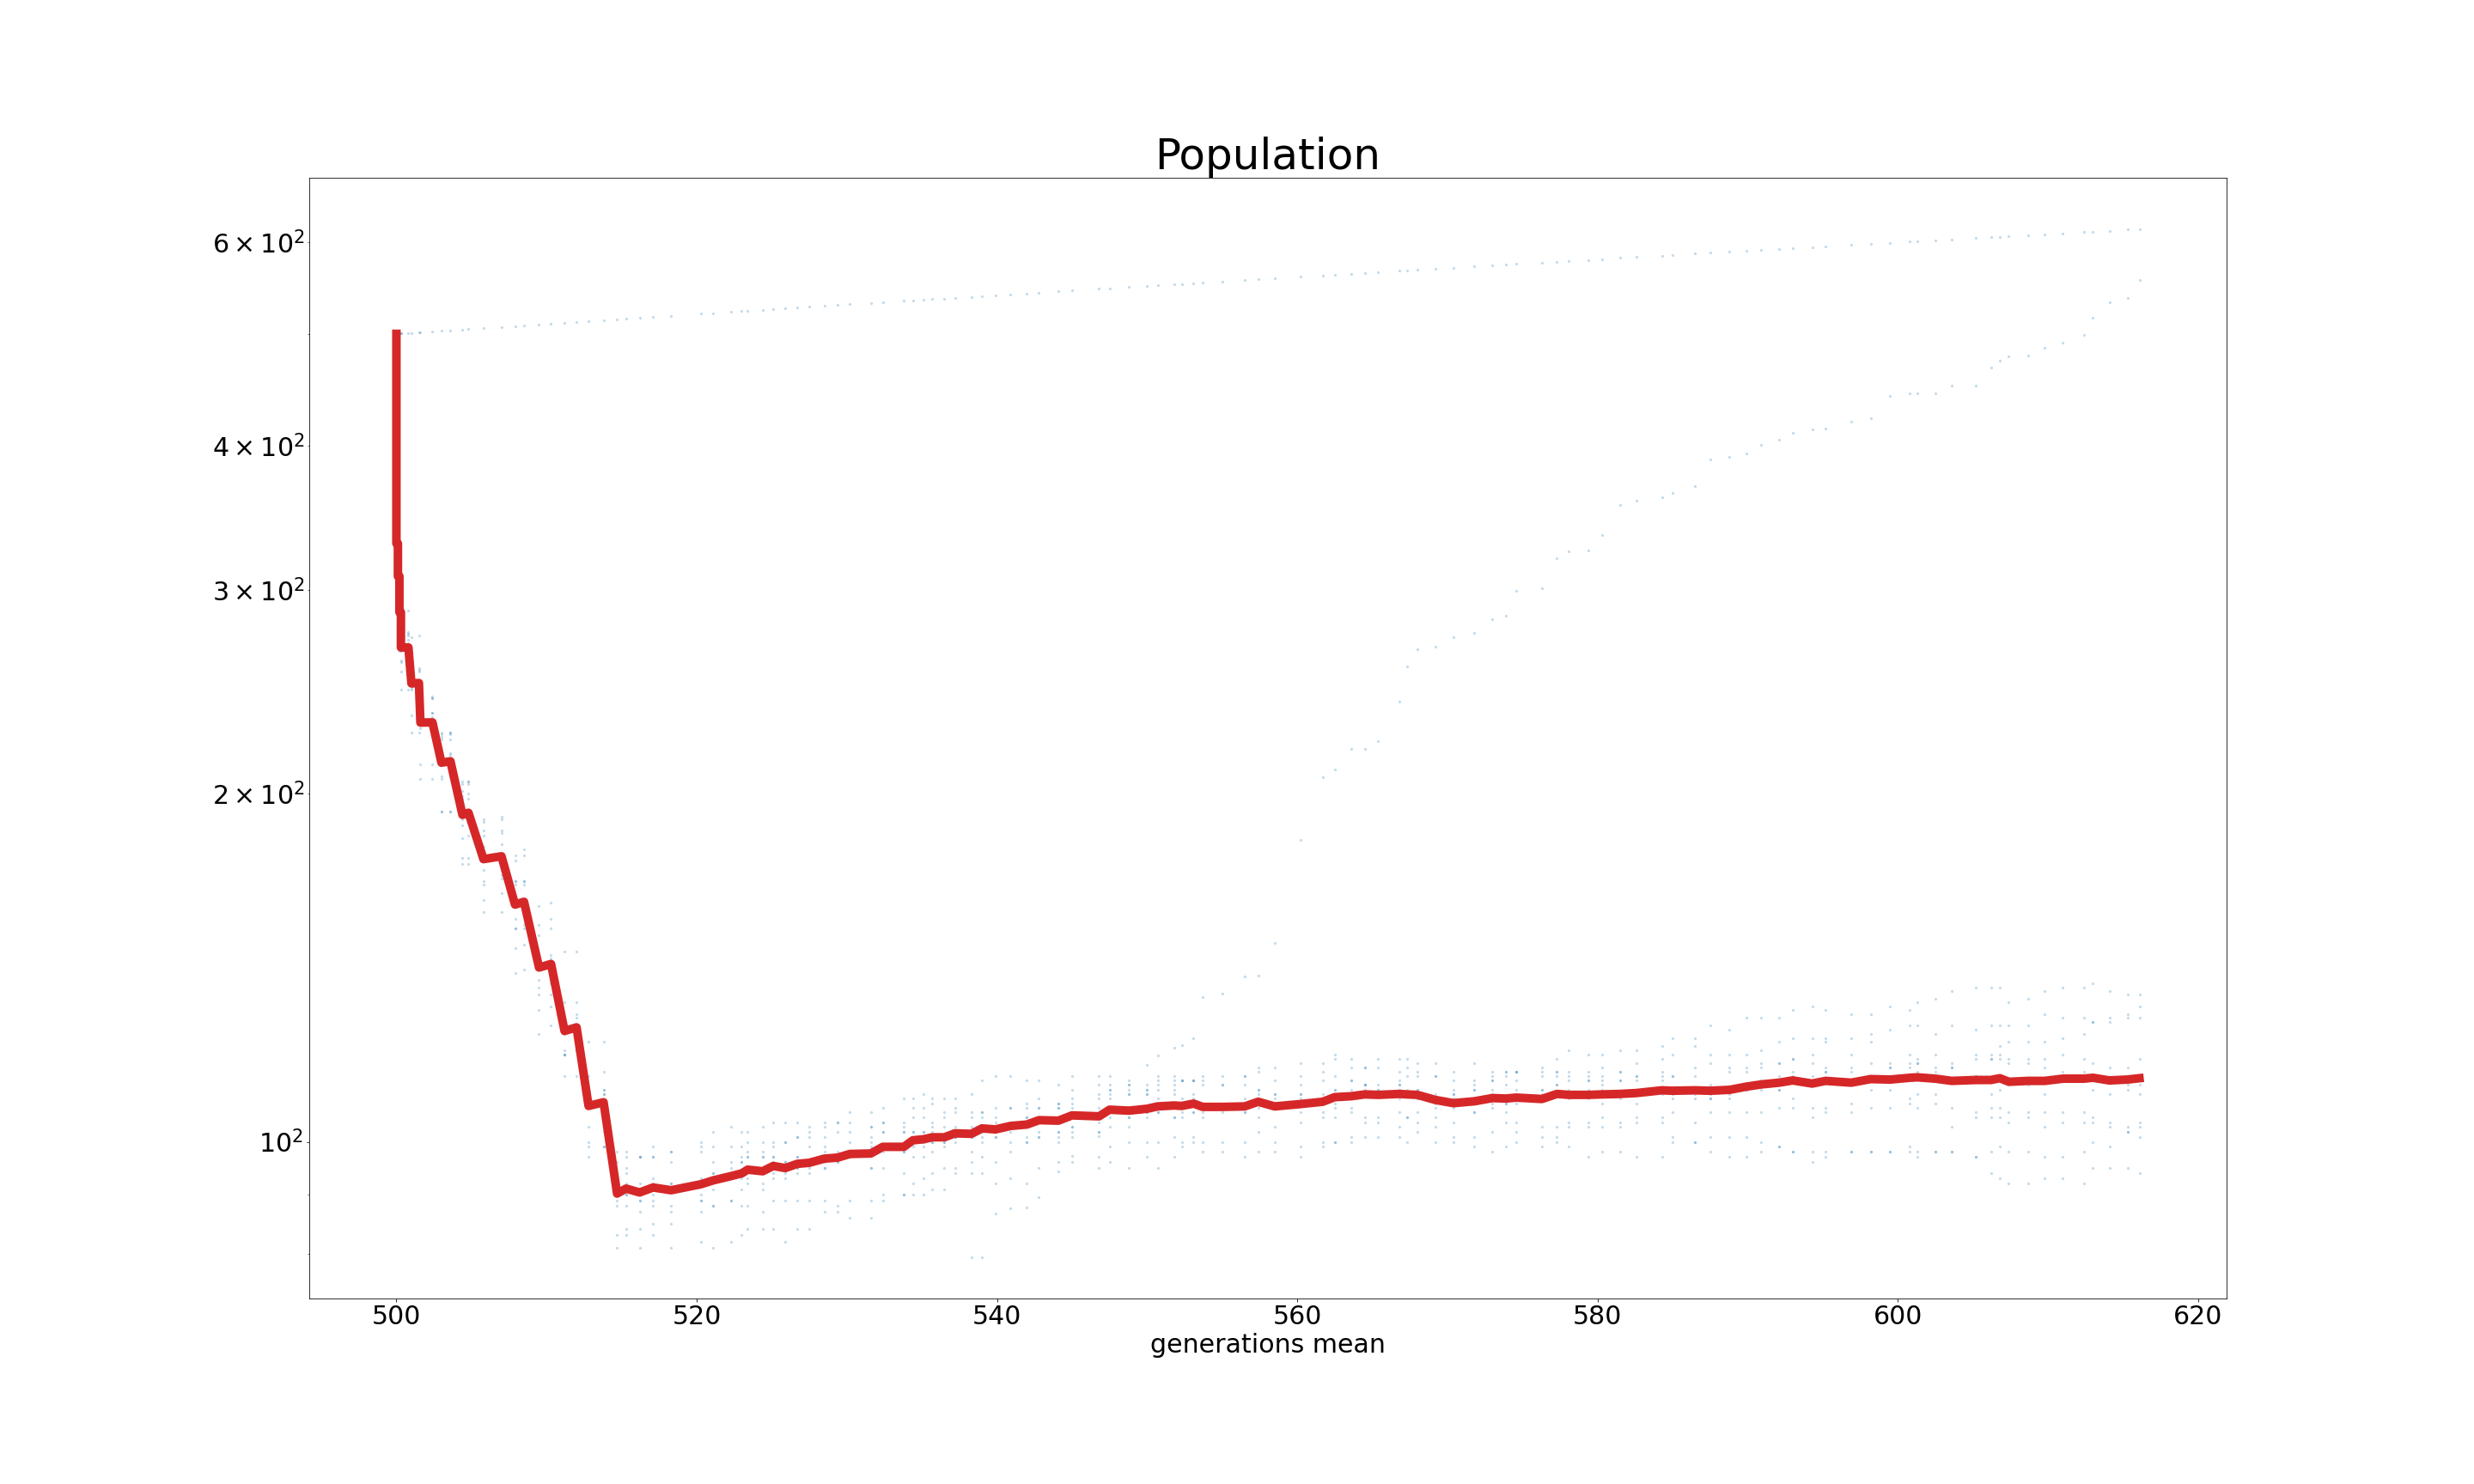 Population
6 × 10²
4 × 10²
3 × 10²
2 × 10²
10²
500 520 540 560 580 600 620
generations mean